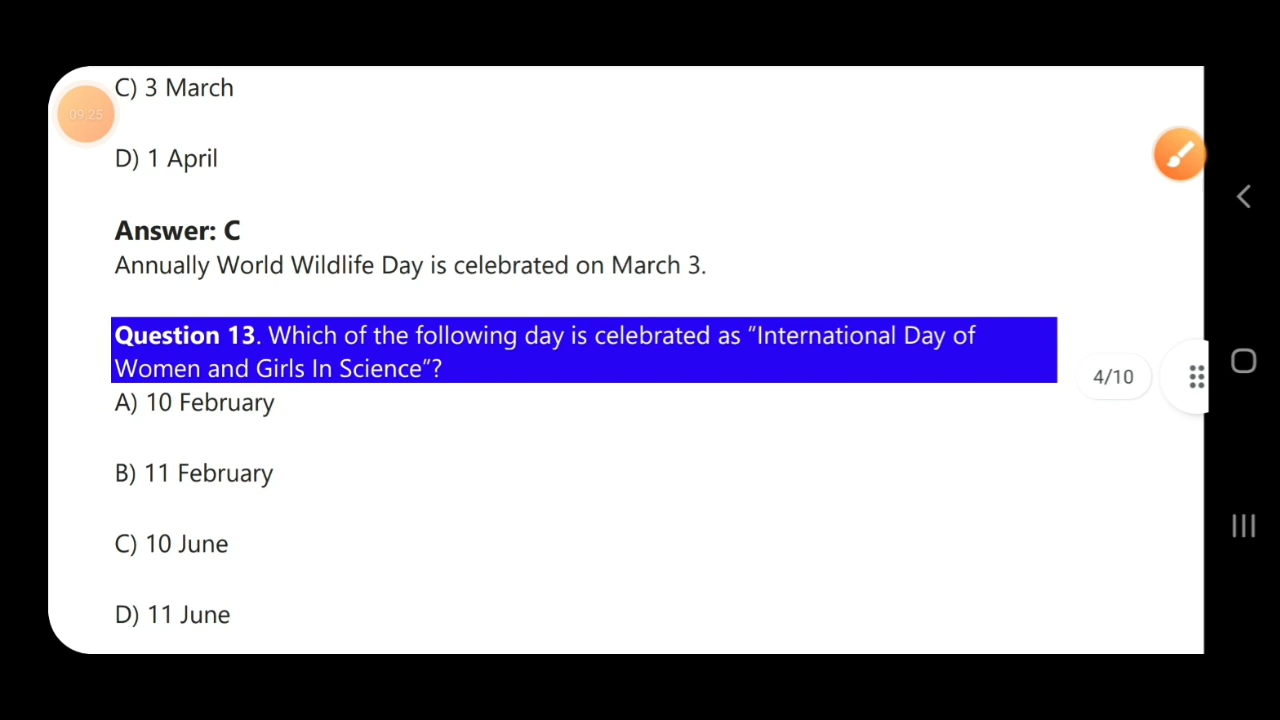 C) 3 March
09:25
D) 1 April
Answer: C
Annually World Wildlife Day is celebrated on March 3.
Question 13. Which of the following day is celebrated as “International Day of
Women and Girls In Science”?
4/10
A) 10 February
B) 11 February
C) 10 June
D) 11 June